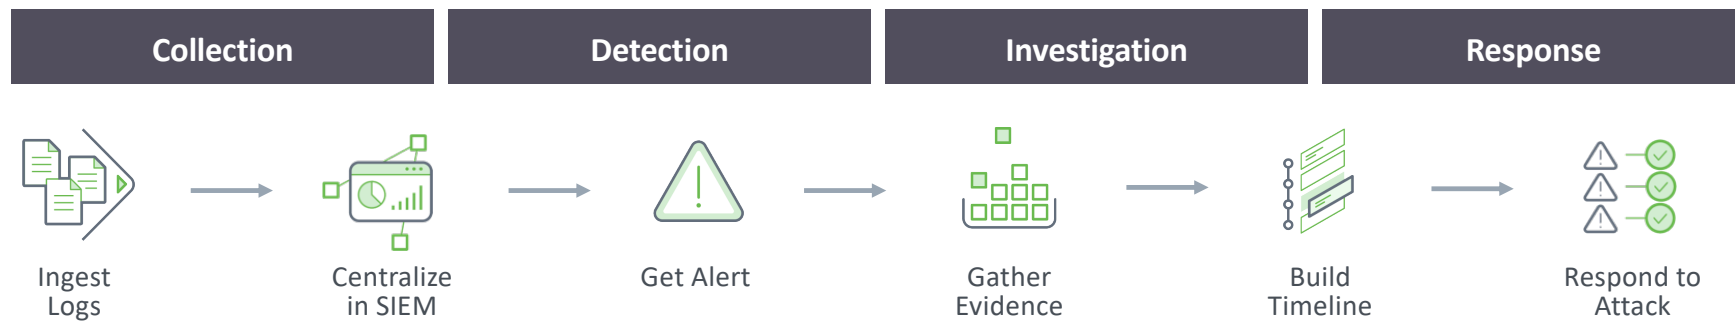 Collection
Detection
Investigation
Response
Ingest
Logs
Centralize
in SIEM
Get Alert
Gather
Evidence
Build
Timeline
Respond to
Attack